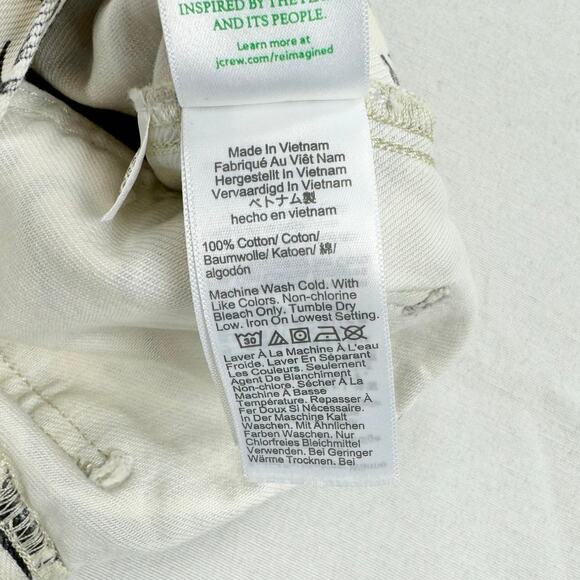 INSPIRED BY THE
AND ITS PEOPLE.
Learn more at
jcrew.com/reimagined
Made In Vietnam
Fabriqué Au Viêt Nam
Hergestellt In Vietnam
Vervaardigd In Vietnam
ベトナム製
hecho en vietnam
100% Cotton/ Coton/
Baumwolle/ Katoen/ 綿/
algodón
Machine Wash Cold. With
Like Colors. Non-chlorine
Bleach Only. Tumble Dry
Low. Iron On Lowest Setting.
30
Laver À La Machine À L'eau
Froide. Laver En Séparant
Les Couleurs. Seulement
Agent De Blanchiment
Non-chlore. Sécher À La
Machine À Basse
Température. Repasser À
Fer Doux Si Nécessaire.
In Der Maschine Kalt
Waschen. Mit Ähnlichen
Farben Waschen. Nur
Chlorfreies Bleichmittel
Verwenden. Bei Geringer
Wärme Trocknen. Bei